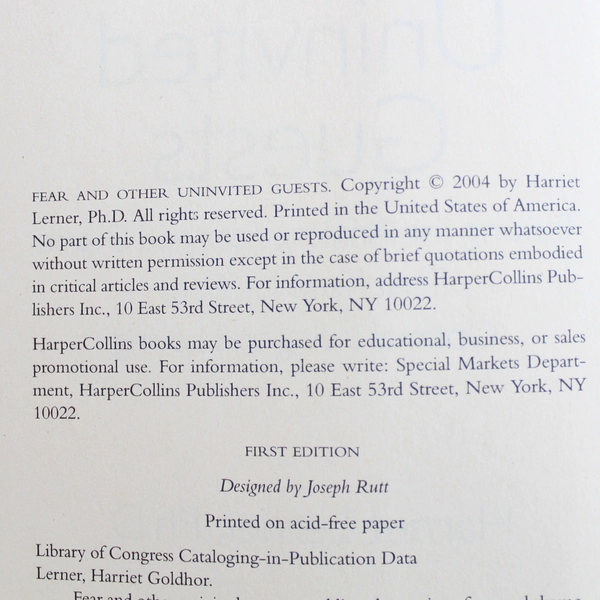 FEAR AND OTHER UNINVITED GUESTS. Copyright © 2004 by Harriet
Lerner, Ph.D. All rights reserved. Printed in the United States of America.
No part of this book may be used or reproduced in any manner whatsoever
without written permission except in the case of brief quotations embodied
in critical articles and reviews. For information, address HarperCollins Pub-
lishers Inc., 10 East 53rd Street, New York, NY 10022.
HarperCollins books may be purchased for educational, business, or sales
promotional use. For information, please write: Special Markets Depart-
ment, HarperCollins Publishers Inc., 10 East 53rd Street, New York, NY
10022.
FIRST EDITION
Designed by Joseph Rutt
Printed on acid-free paper
Library of Congress Cataloging-in-Publication Data
Lerner, Harriet Goldhor.
Fear and other